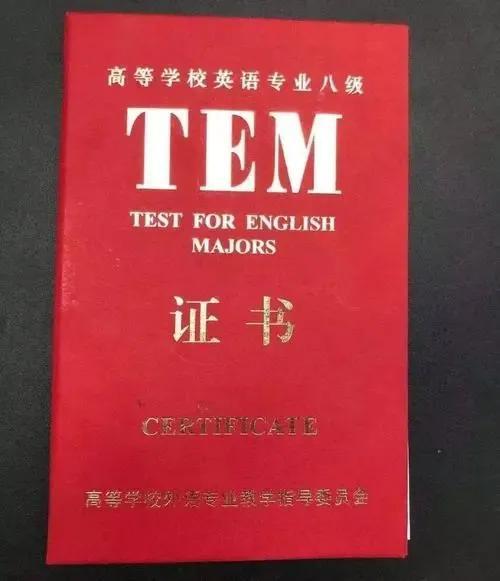 高等学校英语专业八级
TEM
TEST FOR ENGLISH
MAJORS
证书
CERTIFICATE
高等学校外语专业教学指导委员会